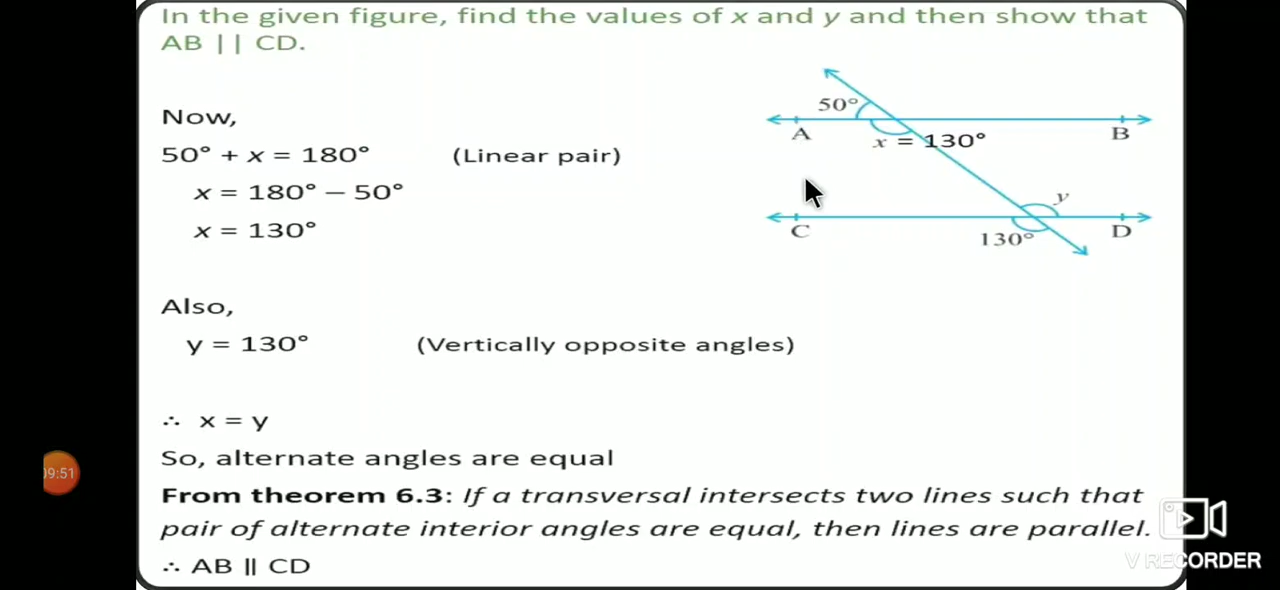 In the given figure, find the values of x and y and then show that
AB || CD.
50°
A
B
x = 130°
Now,
50° + x = 180° (Linear pair)
x = 180° – 50°
x = 130°
y
C
D
130°
Also,
y = 130° (Vertically opposite angles)
∴ x = y
So, alternate angles are equal
09:51
From theorem 6.3: If a transversal intersects two lines such that
pair of alternate interior angles are equal, then lines are parallel.
∴ AB || CD
V RECORDER